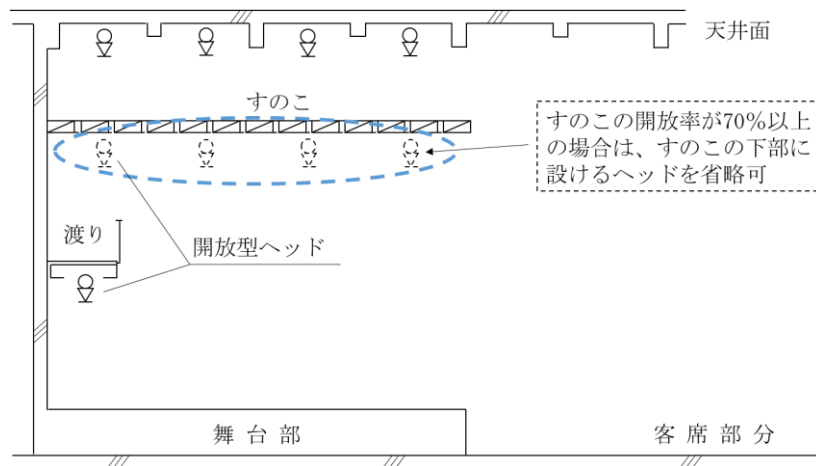 天井面
すのこ
すのこの開放率が70%以上
の場合は、すのこの下部に
設けるヘッドを省略可
渡り
開放型ヘッド
舞台部
客席部分